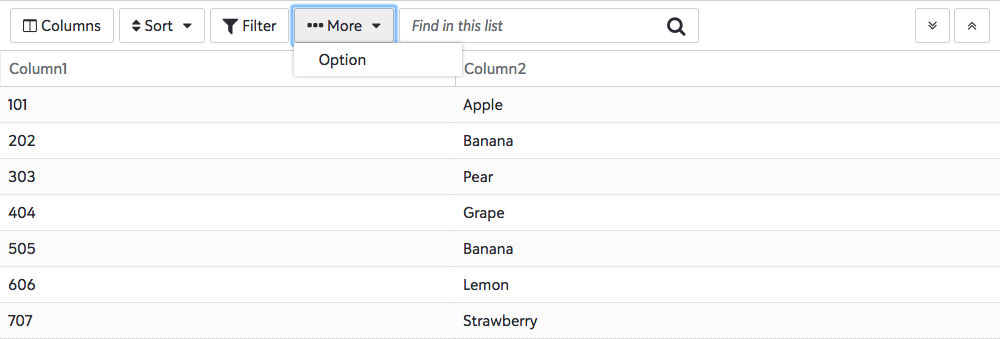 Columns Sort Filter More Find in this list
Option
Column1 Column2
101 Apple
202 Banana
303 Pear
404 Grape
505 Banana
606 Lemon
707 Strawberry